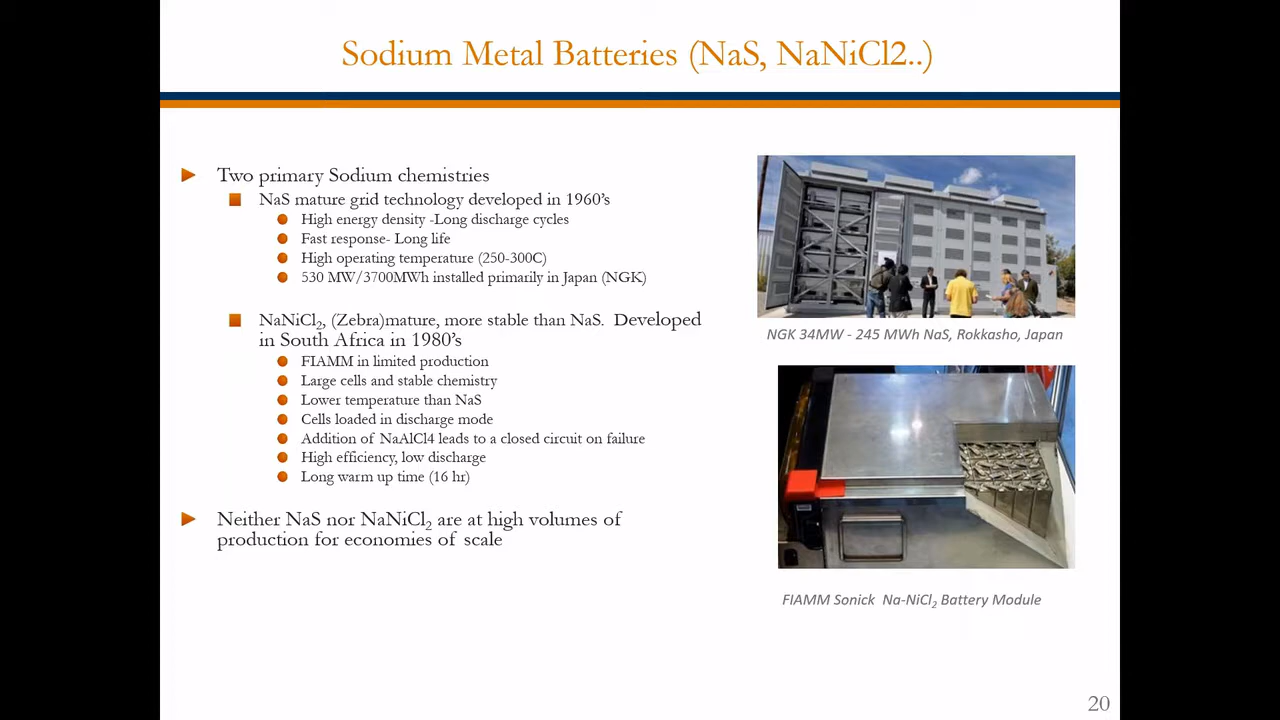 Sodium Metal Batteries (NaS, NaNiCl2..)
Two primary Sodium chemistries
NaS mature grid technology developed in 1960's
High energy density -Long discharge cycles
Fast response- Long life
High operating temperature (250-300C)
530 MW/3700MWh installed primarily in Japan (NGK)
NaNiCl2, (Zebra)mature, more stable than NaS. Developed
in South Africa in 1980's
FIAMM in limited production
Large cells and stable chemistry
Lower temperature than NaS
Cells loaded in discharge mode
Addition of NaAlCl4 leads to a closed circuit on failure
High efficiency, low discharge
Long warm up time (16 hr)
Neither NaS nor NaNiCl2 are at high volumes of
production for economies of scale
NGK 34MW - 245 MWh NaS, Rokkasho, Japan
FIAMM Sonick Na-NiCl2 Battery Module
20